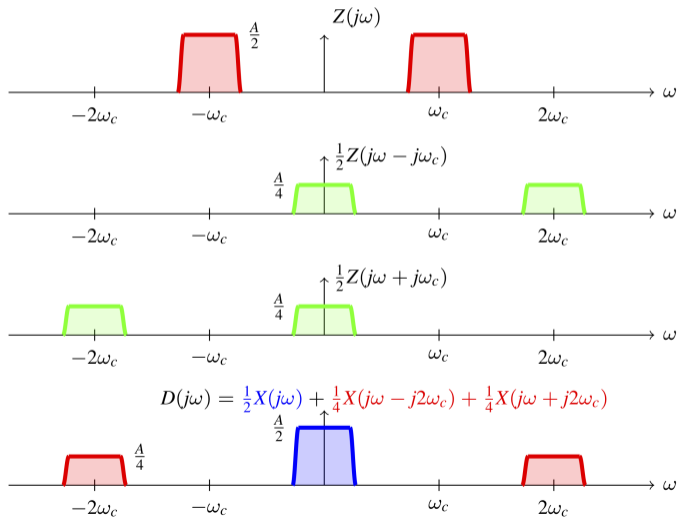 Z(jω)
A/2
ω
−2ω_c −ω_c ω_c 2ω_c
½Z(jω − jω_c)
A/4
ω
−2ω_c −ω_c ω_c 2ω_c
½Z(jω + jω_c)
A/4
ω
−2ω_c −ω_c ω_c 2ω_c
D(jω) = ½X(jω) + ¼X(jω − j2ω_c) + ¼X(jω + j2ω_c)
A/2
A/4
ω
−2ω_c −ω_c ω_c 2ω_c